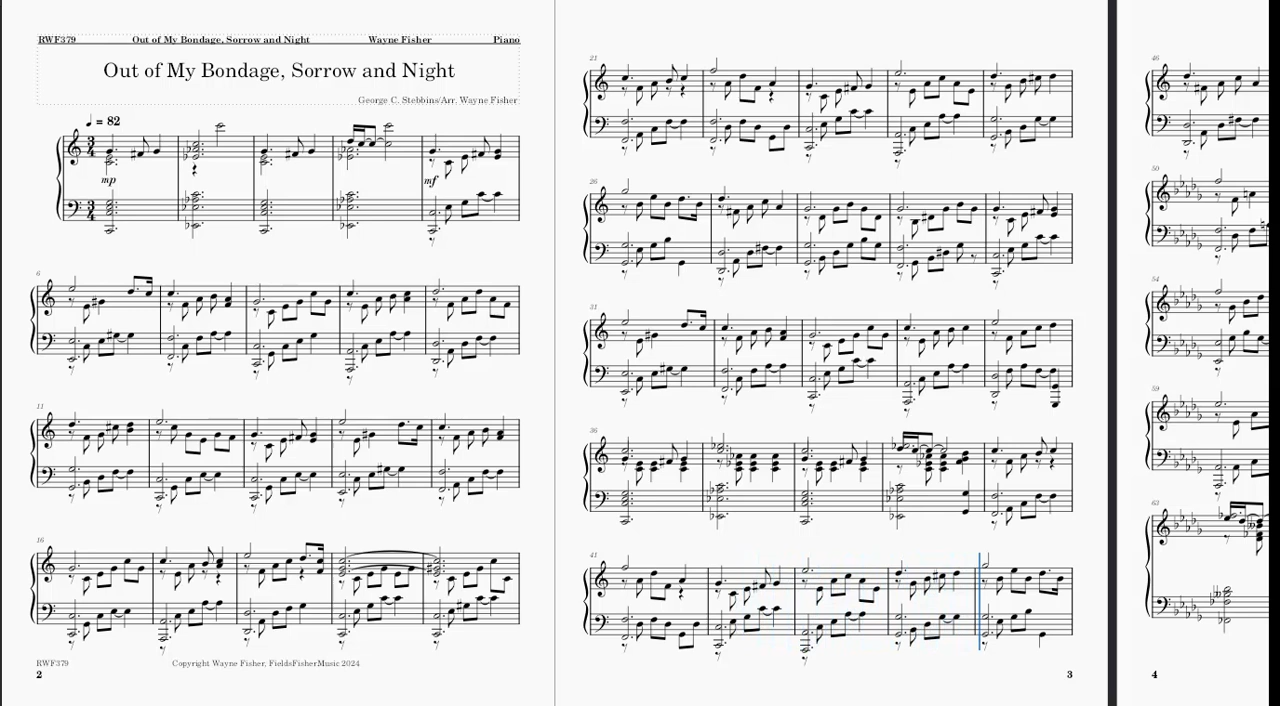 RWF379 Out of My Bondage, Sorrow and Night Wayne Fisher Piano
Out of My Bondage, Sorrow and Night
George C. Stebbins/Arr. Wayne Fisher
♩ = 82
mp
mf
6
11
16
RWF379 Copyright Wayne Fisher, FieldsFisherMusic 2024
2
21
26
31
36
41
3
46
50
54
59
63
4